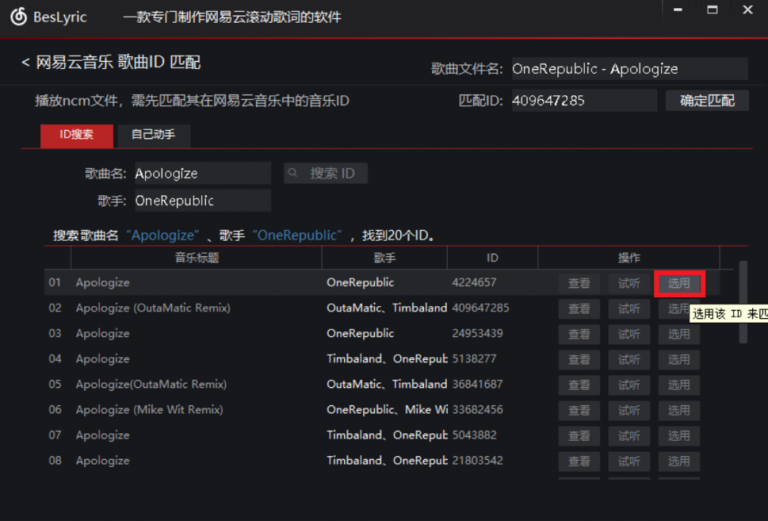 BesLyric 一款专门制作网易云滚动歌词的软件
< 网易云音乐 歌曲ID 匹配
歌曲文件名: OneRepublic - Apologize
播放ncm文件，需先匹配其在网易云音乐中的音乐ID 匹配ID: 409647285 确定匹配
ID搜索 自己动手
歌曲名: Apologize 搜索 ID
歌手: OneRepublic
搜索歌曲名 “Apologize” 、歌手 “OneRepublic” ，找到20个ID。
音乐标题 歌手 ID 操作
01 Apologize OneRepublic 4224657 查看 试听 选用
02 Apologize (OutaMatic Remix) OutaMatic、Timbaland 409647285 查看 试听 选用
选用该 ID 来匹
03 Apologize OneRepublic 24953439 查看 试听 选用
04 Apologize Timbaland、OneRepub 5138277 查看 试听 选用
05 Apologize(OutaMatic Remix) OutaMatic、Timbaland 36841687 查看 试听 选用
06 Apologize (Mike Wit Remix) OneRepublic、Mike Wi 33682456 查看 试听 选用
07 Apologize Timbaland、OneRepub 5043882 查看 试听 选用
08 Apologize Timbaland、OneRepub 21803542 查看 试听 选用